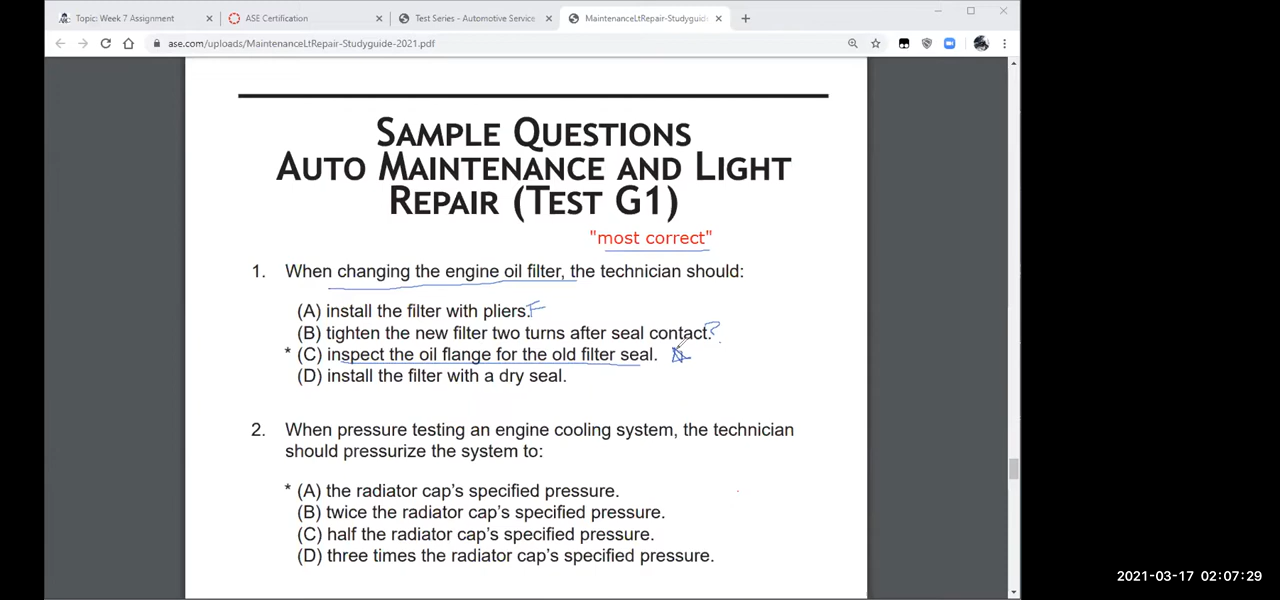 Topic: Week 7 Assignment
ASE Certification
Test Series - Automotive Service
MaintenanceLtRepair-Studyguid
ase.com/uploads/MaintenanceLtRepair-Studyguide-2021.pdf
SAMPLE QUESTIONS
AUTO MAINTENANCE AND LIGHT
REPAIR (TEST G1)
"most correct"
1. When changing the engine oil filter, the technician should:
(A) install the filter with pliers. F
(B) tighten the new filter two turns after seal contact. ?
* (C) inspect the oil flange for the old filter seal.
(D) install the filter with a dry seal.
2. When pressure testing an engine cooling system, the technician
should pressurize the system to:
* (A) the radiator cap's specified pressure.
(B) twice the radiator cap's specified pressure.
(C) half the radiator cap's specified pressure.
(D) three times the radiator cap's specified pressure.
2021-03-17 02:07:29